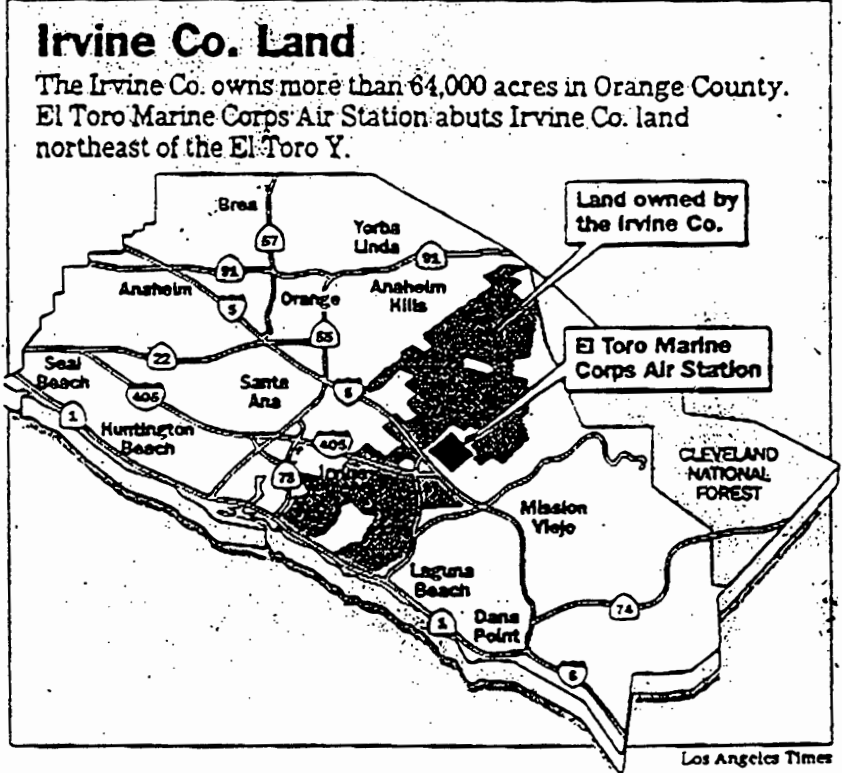 Irvine Co. Land
The Irvine Co. owns more than 64,000 acres in Orange County.
El Toro Marine Corps Air Station abuts Irvine Co. land
northeast of the El Toro Y.
Land owned by
the Irvine Co.
Brea
57
Yorba
Linda
91
91
Anaheim
5
Orange
Anaheim
Hills
55
22
El Toro Marine
Corps Air Station
Seal
Beach
405
Santa
Ana
5
1
Huntington
Beach
405
73
Irvine
CLEVELAND
NATIONAL
FOREST
Mission
Viejo
Laguna
Beach
1
Dana
Point
74
5
Los Angeles Times